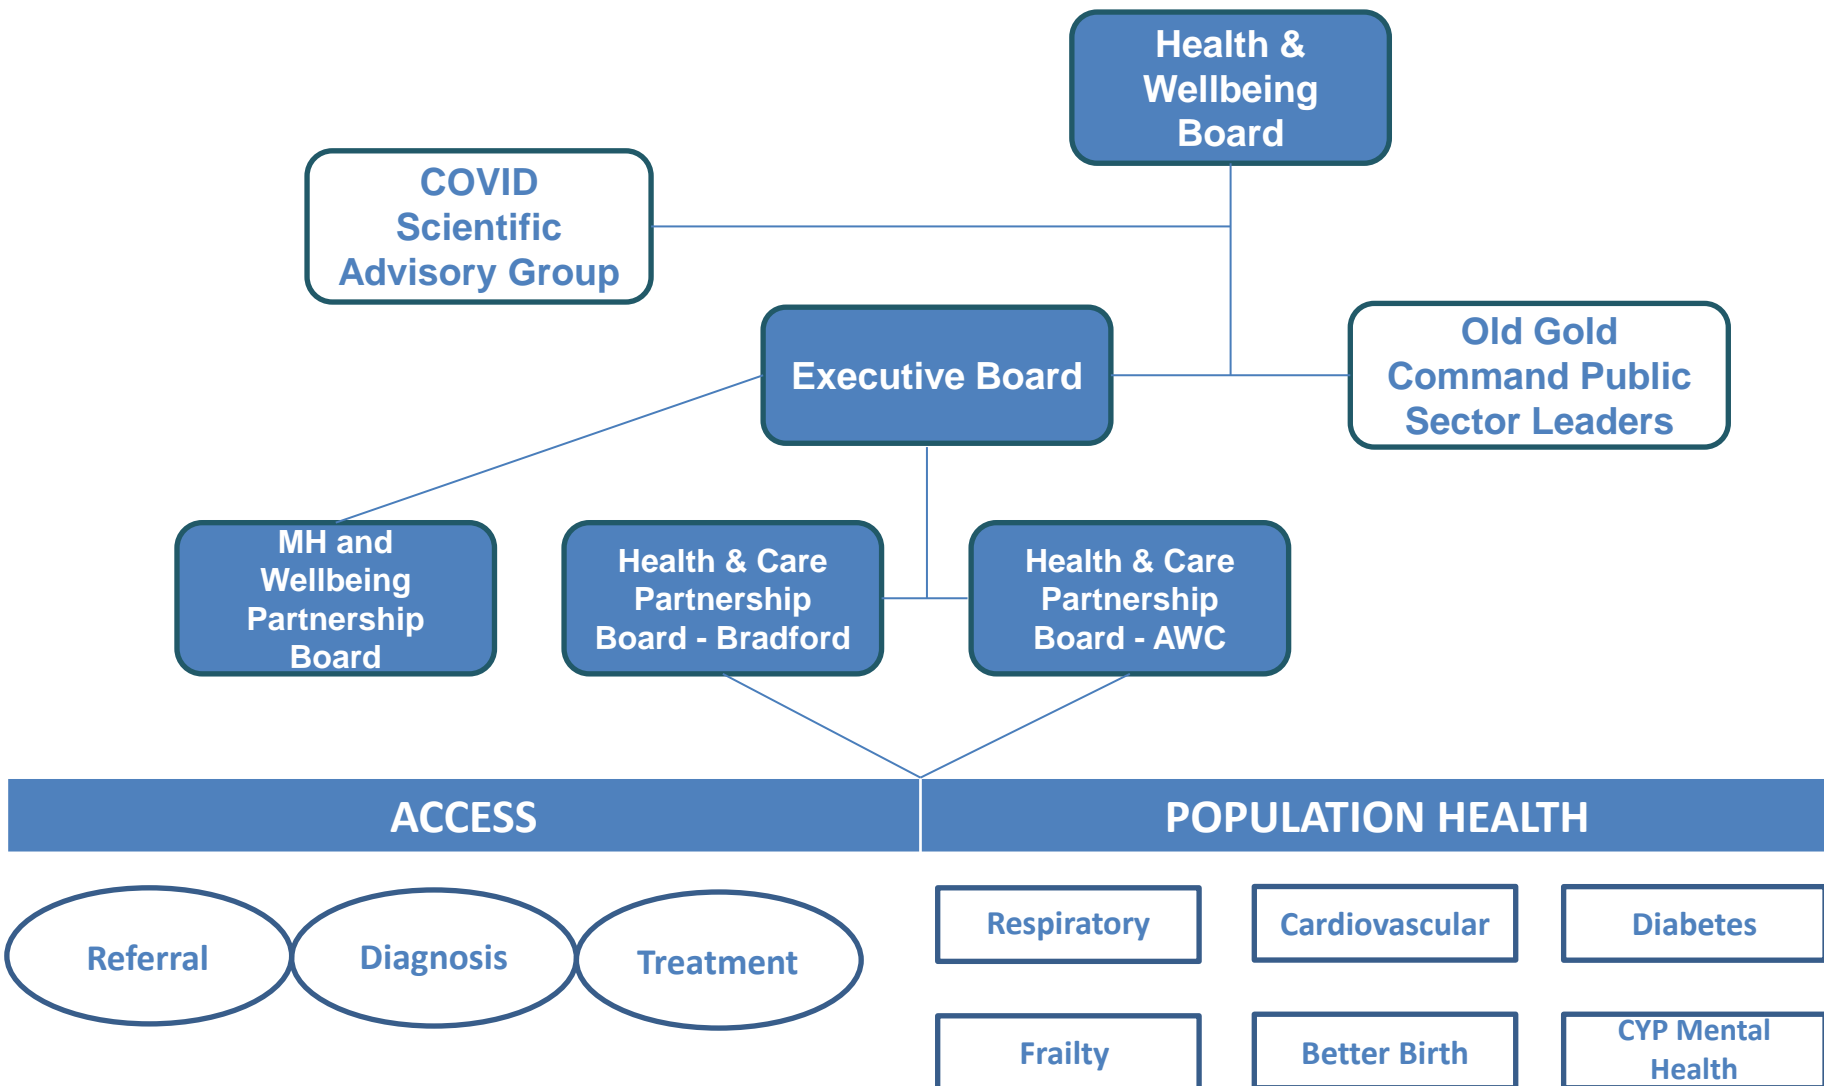 Health &
Wellbeing
Board
COVID
Scientific
Advisory Group
Executive Board
Old Gold
Command Public
Sector Leaders
MH and
Wellbeing
Partnership
Board
Health & Care
Partnership
Board - Bradford
Health & Care
Partnership
Board - AWC
ACCESS
POPULATION HEALTH
Referral
Diagnosis
Treatment
Respiratory
Cardiovascular
Diabetes
Frailty
Better Birth
CYP Mental
Health